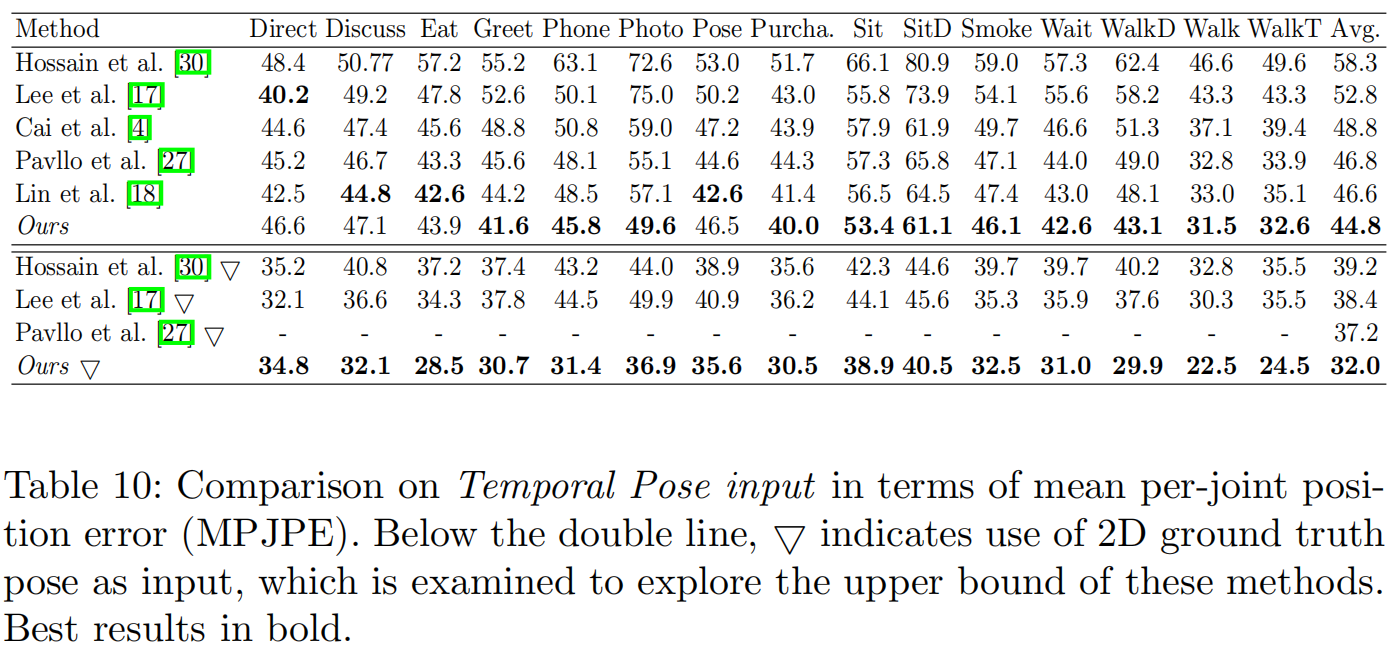 Method Direct Discuss Eat Greet Phone Photo Pose Purcha. Sit SitD Smoke Wait WalkD Walk WalkT Avg.
Hossain et al. [30] 48.4 50.77 57.2 55.2 63.1 72.6 53.0 51.7 66.1 80.9 59.0 57.3 62.4 46.6 49.6 58.3
Lee et al. [17] 40.2 49.2 47.8 52.6 50.1 75.0 50.2 43.0 55.8 73.9 54.1 55.6 58.2 43.3 43.3 52.8
Cai et al. [4] 44.6 47.4 45.6 48.8 50.8 59.0 47.2 43.9 57.9 61.9 49.7 46.6 51.3 37.1 39.4 48.8
Pavllo et al. [27] 45.2 46.7 43.3 45.6 48.1 55.1 44.6 44.3 57.3 65.8 47.1 44.0 49.0 32.8 33.9 46.8
Lin et al. [18] 42.5 44.8 42.6 44.2 48.5 57.1 42.6 41.4 56.5 64.5 47.4 43.0 48.1 33.0 35.1 46.6
Ours 46.6 47.1 43.9 41.6 45.8 49.6 46.5 40.0 53.4 61.1 46.1 42.6 43.1 31.5 32.6 44.8
Hossain et al. [30] ▽ 35.2 40.8 37.2 37.4 43.2 44.0 38.9 35.6 42.3 44.6 39.7 39.7 40.2 32.8 35.5 39.2
Lee et al. [17] ▽ 32.1 36.6 34.3 37.8 44.5 49.9 40.9 36.2 44.1 45.6 35.3 35.9 37.6 30.3 35.5 38.4
Pavllo et al. [27] ▽ - - - - - - - - - - - - - - - 37.2
Ours ▽ 34.8 32.1 28.5 30.7 31.4 36.9 35.6 30.5 38.9 40.5 32.5 31.0 29.9 22.5 24.5 32.0
Table 10: Comparison on Temporal Pose input in terms of mean per-joint posi-
tion error (MPJPE). Below the double line, ▽ indicates use of 2D ground truth
pose as input, which is examined to explore the upper bound of these methods.
Best results in bold.